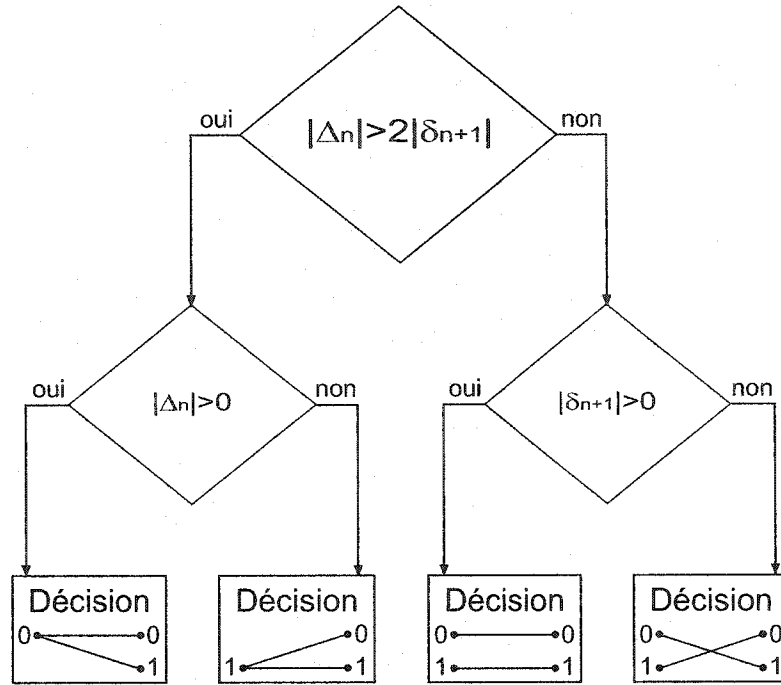 |Δn|>2|δn+1|
oui
non
|Δn|>0
oui
non
|δn+1|>0
oui
non
Décision
0 0
1
Décision
0
1 1
Décision
0 0
1 1
Décision
0 0
1 1